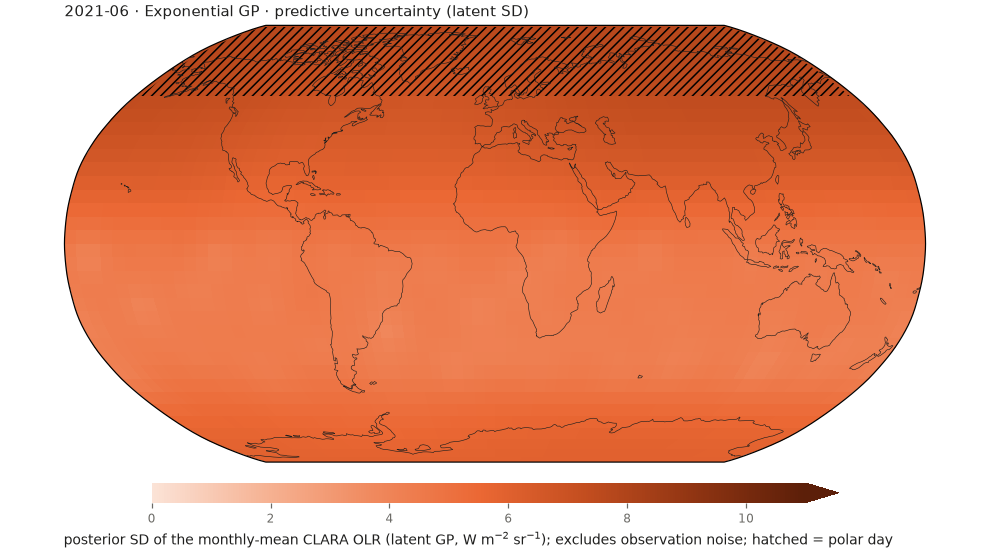 2021-06 · Exponential GP · predictive uncertainty (latent SD)
0 2 4 6 8 10
posterior SD of the monthly-mean CLARA OLR (latent GP, W m⁻² sr⁻¹); excludes observation noise; hatched = polar day